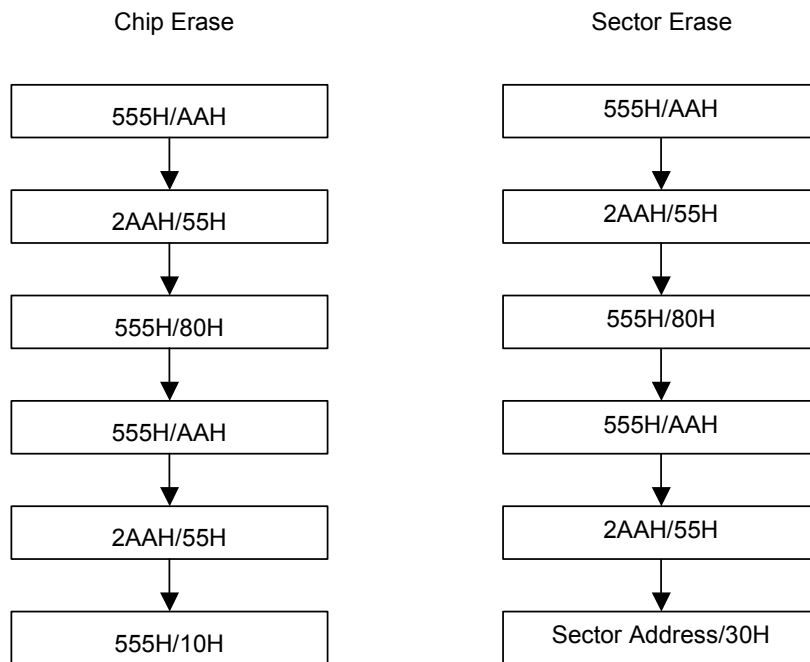 Chip Erase
555H/AAH
2AAH/55H
555H/80H
555H/AAH
2AAH/55H
555H/10H
Sector Erase
555H/AAH
2AAH/55H
555H/80H
555H/AAH
2AAH/55H
Sector Address/30H